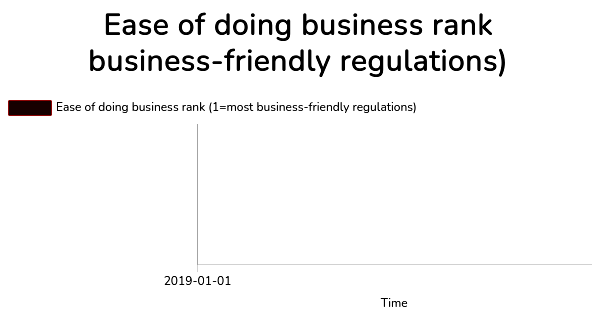 Ease of doing business rank
business-friendly regulations)
Ease of doing business rank (1=most business-friendly regulations)
2019-01-01
Time